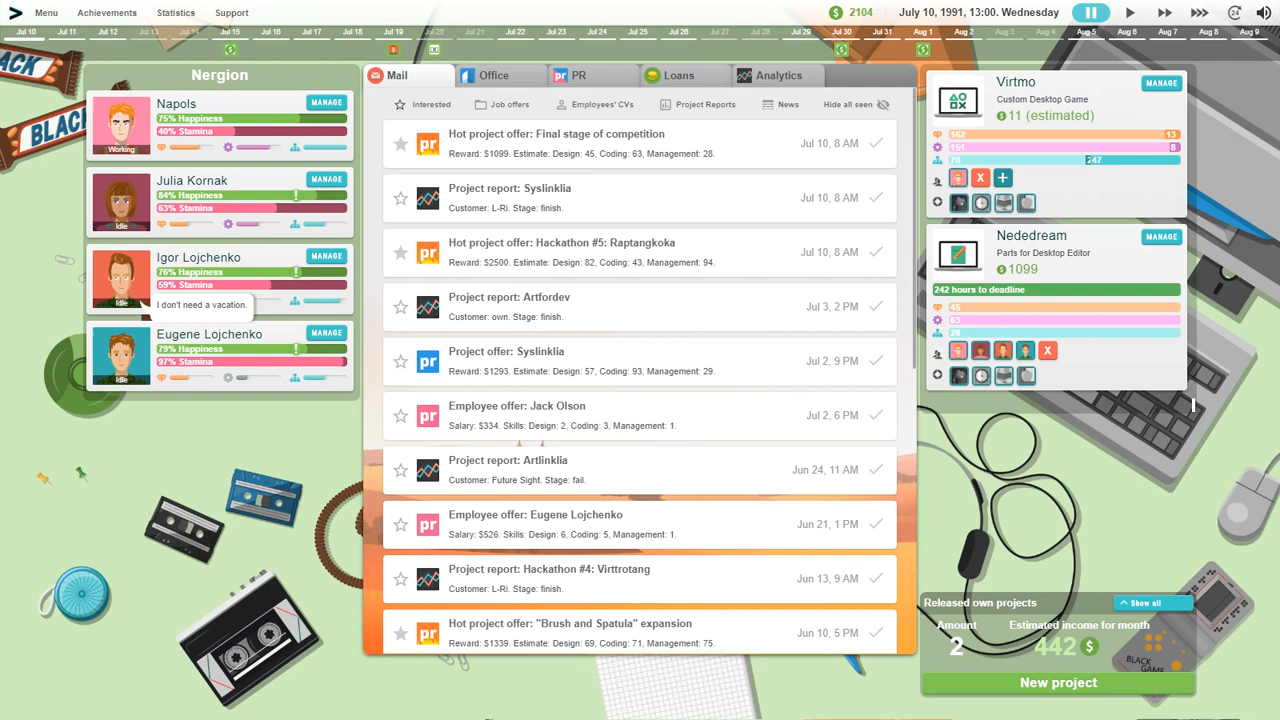 Menu Achievements Statistics Support
2104 July 10, 1991, 13:00. Wednesday 24
Jul 10 Jul 11 Jul 12 Jul 13 Jul 14 Jul 15 Jul 16 Jul 17 Jul 18 Jul 19 Jul 20 Jul 21 Jul 22 Jul 23 Jul 24 Jul 25 Jul 26 Jul 27 Jul 28 Jul 29 Jul 30 Jul 31 Aug 1 Aug 2 Aug 3 Aug 4 Aug 5 Aug 6 Aug 7 Aug 8 Aug 9
Nergion
Napols MANAGE
75% Happiness
40% Stamina
Working
Julia Kornak MANAGE
84% Happiness
63% Stamina
Idle
Igor Lojchenko MANAGE
76% Happiness
59% Stamina
Idle
I don't need a vacation.
Eugene Lojchenko MANAGE
79% Happiness
97% Stamina
Idle
Mail Office PR Loans Analytics
Interested Job offers Employees' CVs Project Reports News Hide all seen
Hot project offer: Final stage of competition
Reward: $1099. Estimate: Design: 45, Coding: 63, Management: 28.
Jul 10, 8 AM
Project report: Syslinklia
Customer: L-Ri. Stage: finish.
Jul 10, 8 AM
Hot project offer: Hackathon #5: Raptangkoka
Reward: $2500. Estimate: Design: 82, Coding: 43, Management: 94.
Jul 10, 8 AM
Project report: Artfordev
Customer: own. Stage: finish.
Jul 3, 2 PM
Project offer: Syslinklia
Reward: $1293. Estimate: Design: 57, Coding: 93, Management: 29.
Jul 2, 9 PM
Employee offer: Jack Olson
Salary: $334. Skills: Design: 2, Coding: 3, Management: 1.
Jul 2, 6 PM
Project report: Artlinklia
Customer: Future Sight. Stage: fail.
Jun 24, 11 AM
Employee offer: Eugene Lojchenko
Salary: $526. Skills: Design: 6, Coding: 5, Management: 1.
Jun 21, 1 PM
Project report: Hackathon #4: Virttrotang
Customer: L-Ri. Stage: finish.
Jun 13, 9 AM
Hot project offer: "Brush and Spatula" expansion
Reward: $1339. Estimate: Design: 69, Coding: 71, Management: 75.
Jun 10, 5 PM
Virtmo MANAGE
Custom Desktop Game
11 (estimated)
162 13
151 8
70 247
X +
Nededream MANAGE
Parts for Desktop Editor
1099
242 hours to deadline
45
63
28
X
Released own projects Show all
Amount Estimated income for month
2 442 $
New project
BLACK
BLACK
BLACK GAME